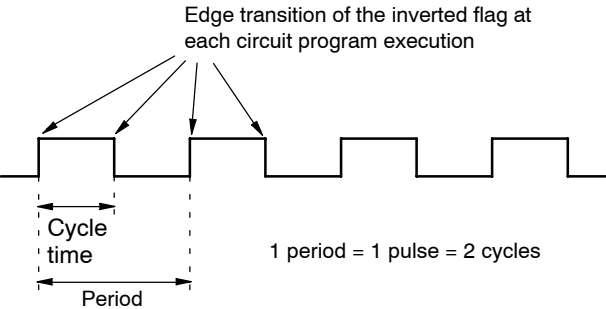 Edge transition of the inverted flag at
each circuit program execution
Cycle
time
1 period = 1 pulse = 2 cycles
Period